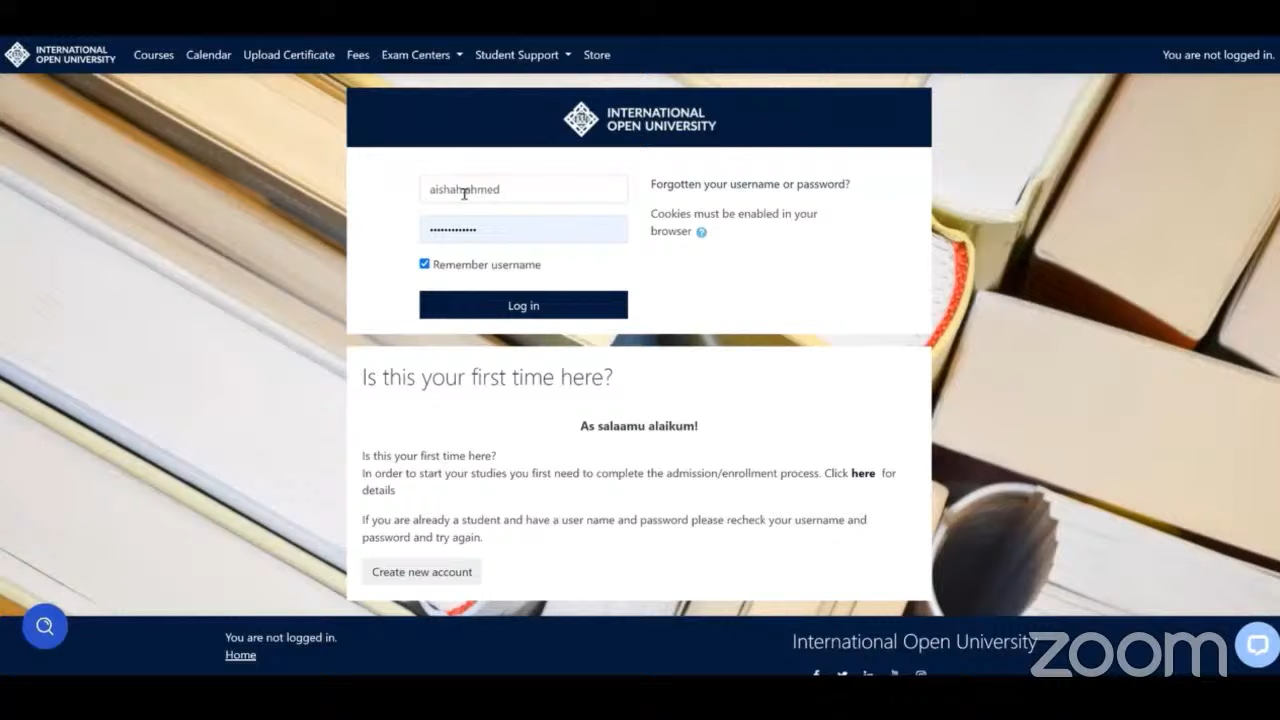 INTERNATIONAL
OPEN UNIVERSITY
Courses
Calendar
Upload Certificate
Fees
Exam Centers
Student Support
Store
You are not logged in.
INTERNATIONAL
OPEN UNIVERSITY
Forgotten your username or password?
Cookies must be enabled in your
browser
Remember username
Log in
Is this your first time here?
As salaamu alaikum!
Is this your first time here?
In order to start your studies you first need to complete the admission/enrollment process. Click here for
details
If you are already a student and have a user name and password please recheck your username and
password and try again.
Create new account
You are not logged in.
Home
International Open University
zoom